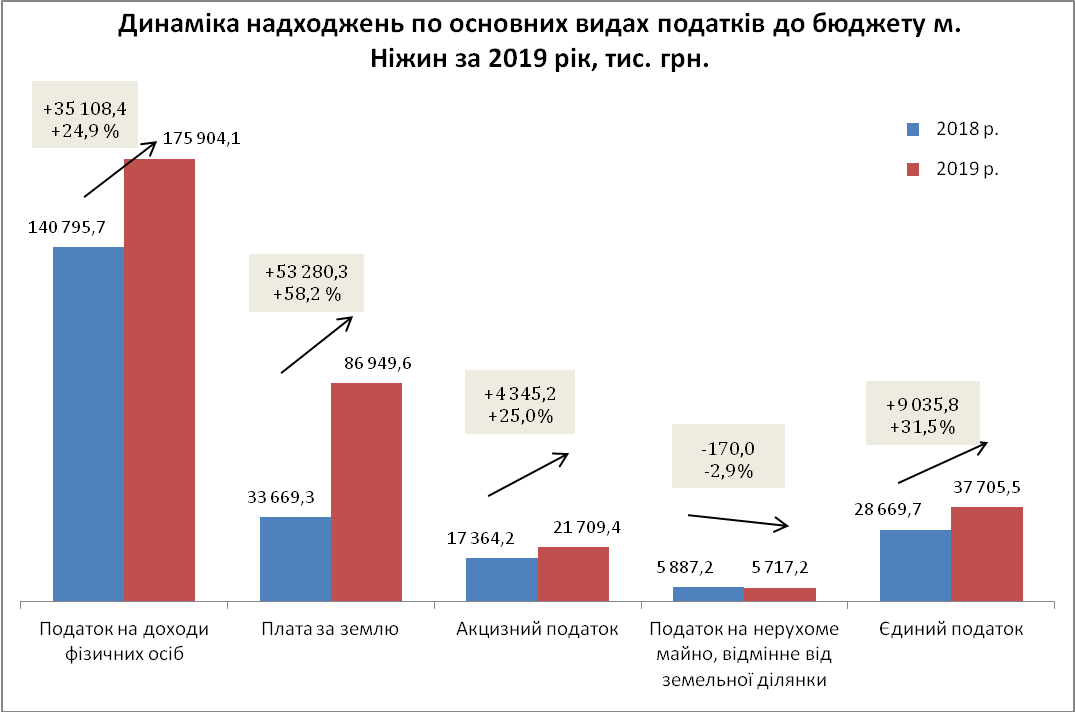 Динаміка надходжень по основних видах податків до бюджету м.
Ніжин за 2019 рік, тис. грн.
+35 108,4
+24,9 %
175 904,1
140 795,7
2018 р.
2019 р.
+53 280,3
+58,2 %
86 949,6
33 669,3
+4 345,2
+25,0%
21 709,4
17 364,2
-170,0
-2,9%
5 887,2
5 717,2
+9 035,8
+31,5%
37 705,5
28 669,7
Податок на доходи
фізичних осіб
Плата за землю
Акцизний податок
Податок на нерухоме
майно, відмінне від
земельної ділянки
Єдиний податок